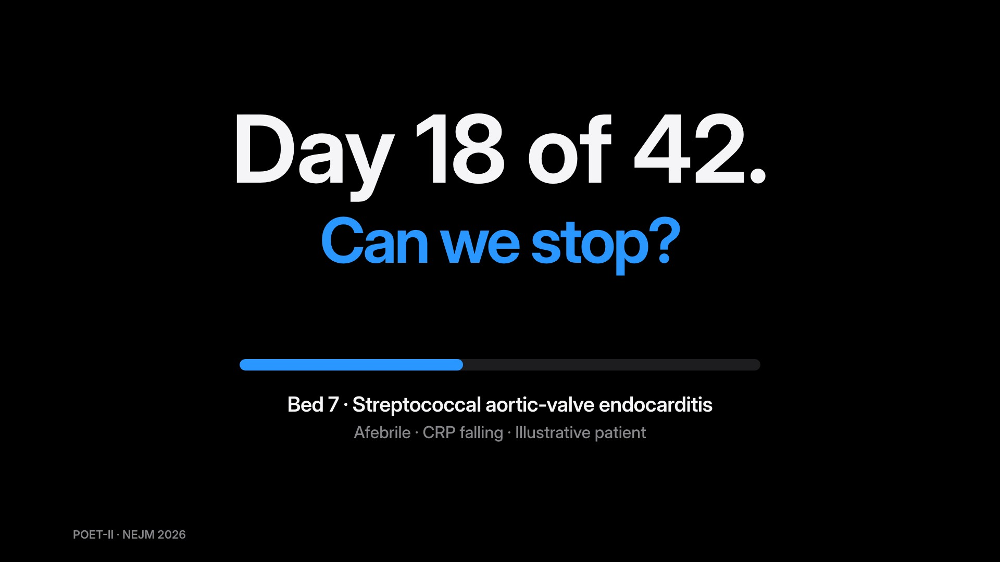 Day 18 of 42.
Can we stop?
Bed 7 · Streptococcal aortic-valve endocarditis
Afebrile · CRP falling · Illustrative patient
POET-II · NEJM 2026